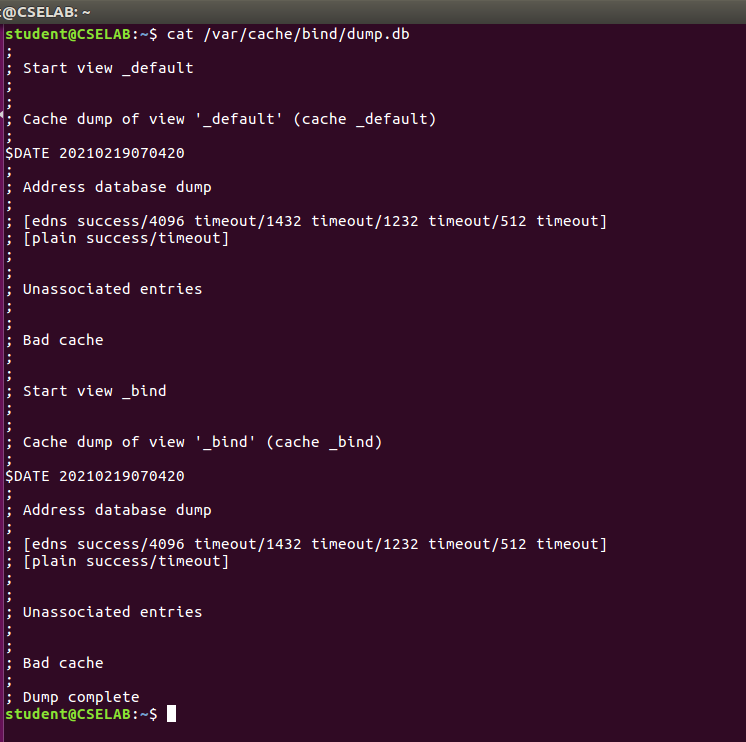 :@CSELAB: ~
student@CSELAB:~$ cat /var/cache/bind/dump.db
;
; Start view _default
;
;
; Cache dump of view '_default' (cache _default)
;
$DATE 20210219070420
;
; Address database dump
;
; [edns success/4096 timeout/1432 timeout/1232 timeout/512 timeout]
; [plain success/timeout]
;
;
; Unassociated entries
;
;
; Bad cache
;
;
; Start view _bind
;
;
; Cache dump of view '_bind' (cache _bind)
;
$DATE 20210219070420
;
; Address database dump
;
; [edns success/4096 timeout/1432 timeout/1232 timeout/512 timeout]
; [plain success/timeout]
;
;
; Unassociated entries
;
;
; Bad cache
;
; Dump complete
student@CSELAB:~$